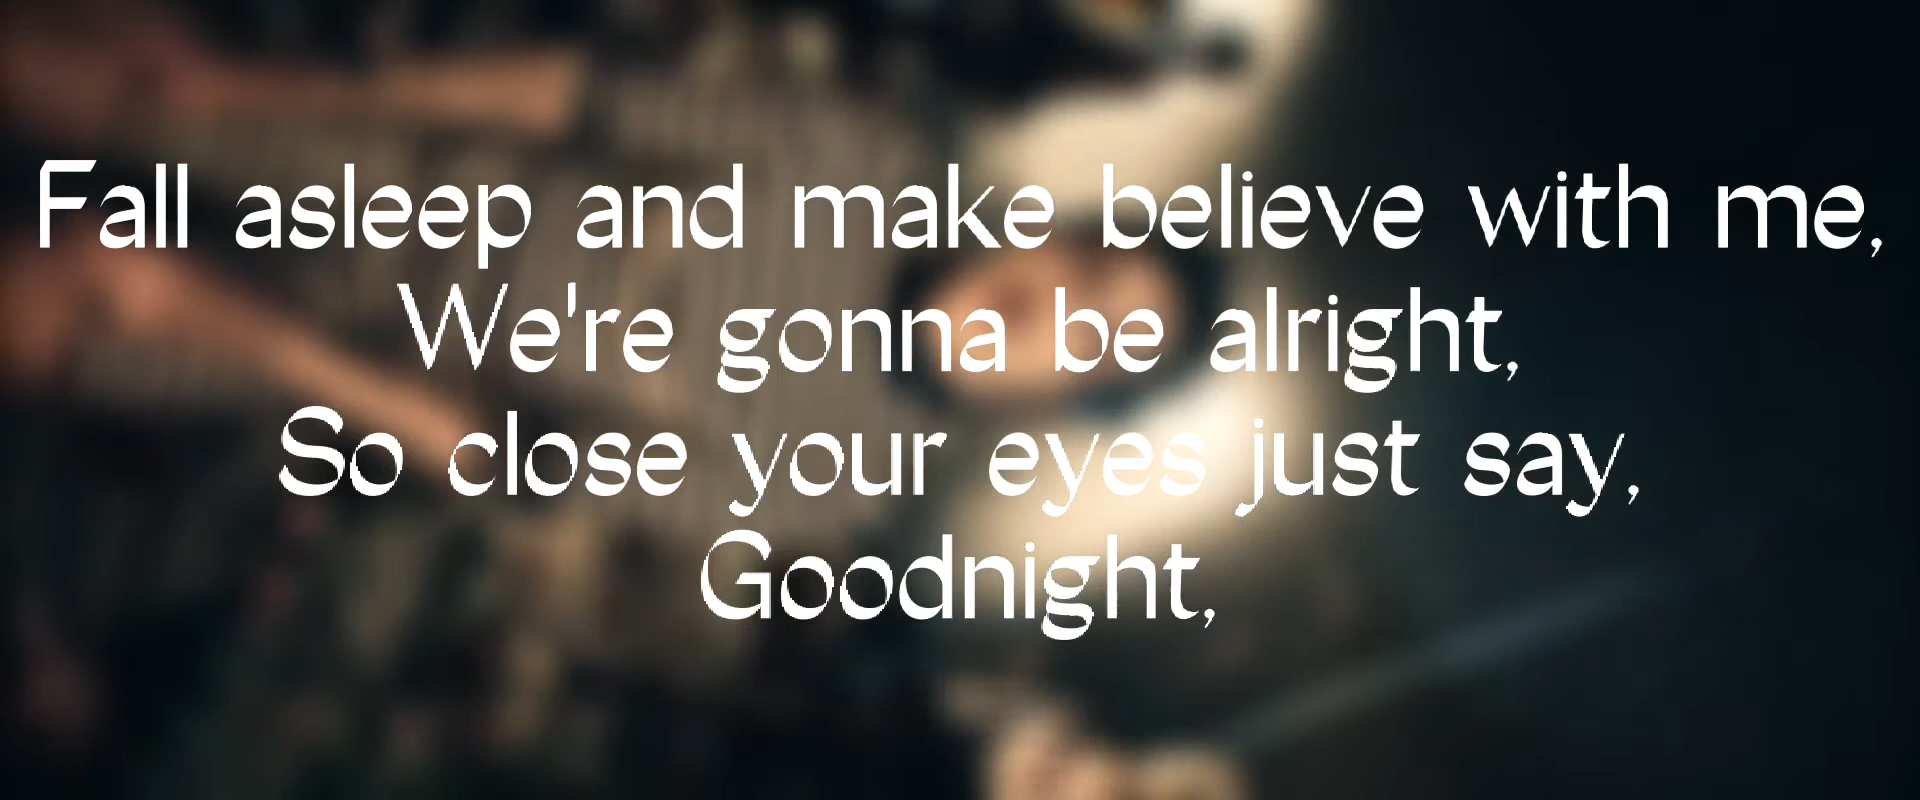 Fall asleep and make believe with me,
We're gonna be alright,
So close your eyes just say,
Goodnight,